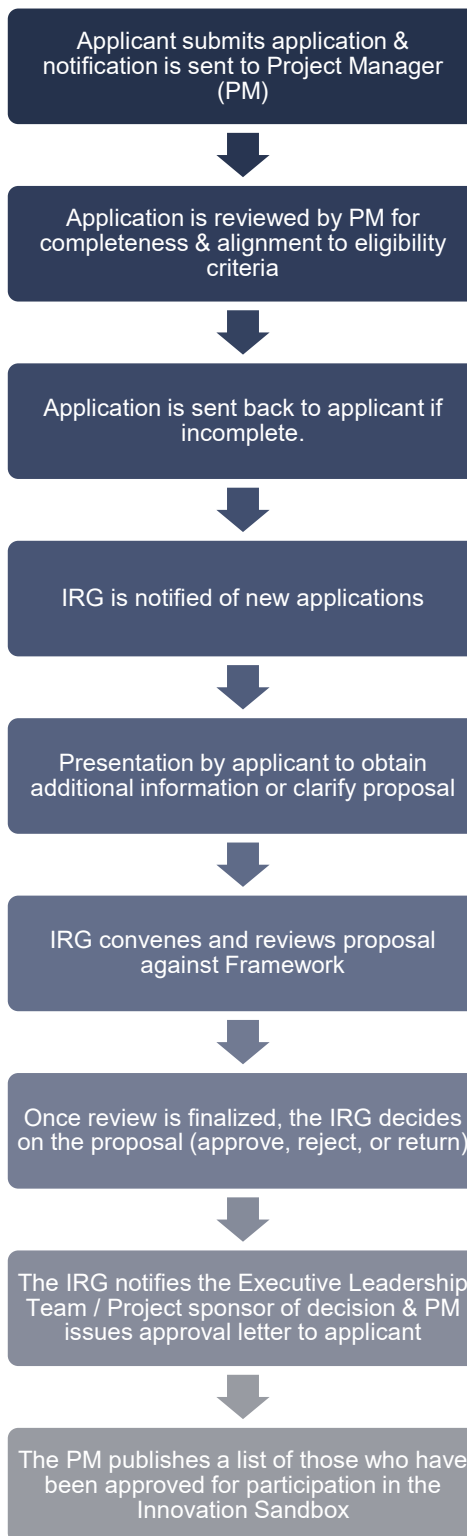 Applicant submits application &
notification is sent to Project Manager
(PM)
Application is reviewed by PM for
completeness & alignment to eligibility
criteria
Application is sent back to applicant if
incomplete.
IRG is notified of new applications
Presentation by applicant to obtain
additional information or clarify proposal
IRG convenes and reviews proposal
against Framework
Once review is finalized, the IRG decides
on the proposal (approve, reject, or return)
The IRG notifies the Executive Leadership
Team / Project sponsor of decision & PM
issues approval letter to applicant
The PM publishes a list of those who have
been approved for participation in the
Innovation Sandbox